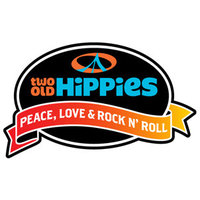 two HiPPiES
OLD
PEACE, LOVE & ROCK N' ROLL